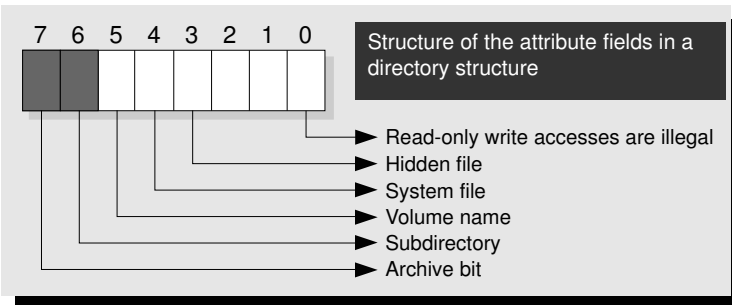 7 6 5 4 3 2 1 0
Structure of the attribute fields in a
directory structure
Read-only write accesses are illegal
Hidden file
System file
Volume name
Subdirectory
Archive bit